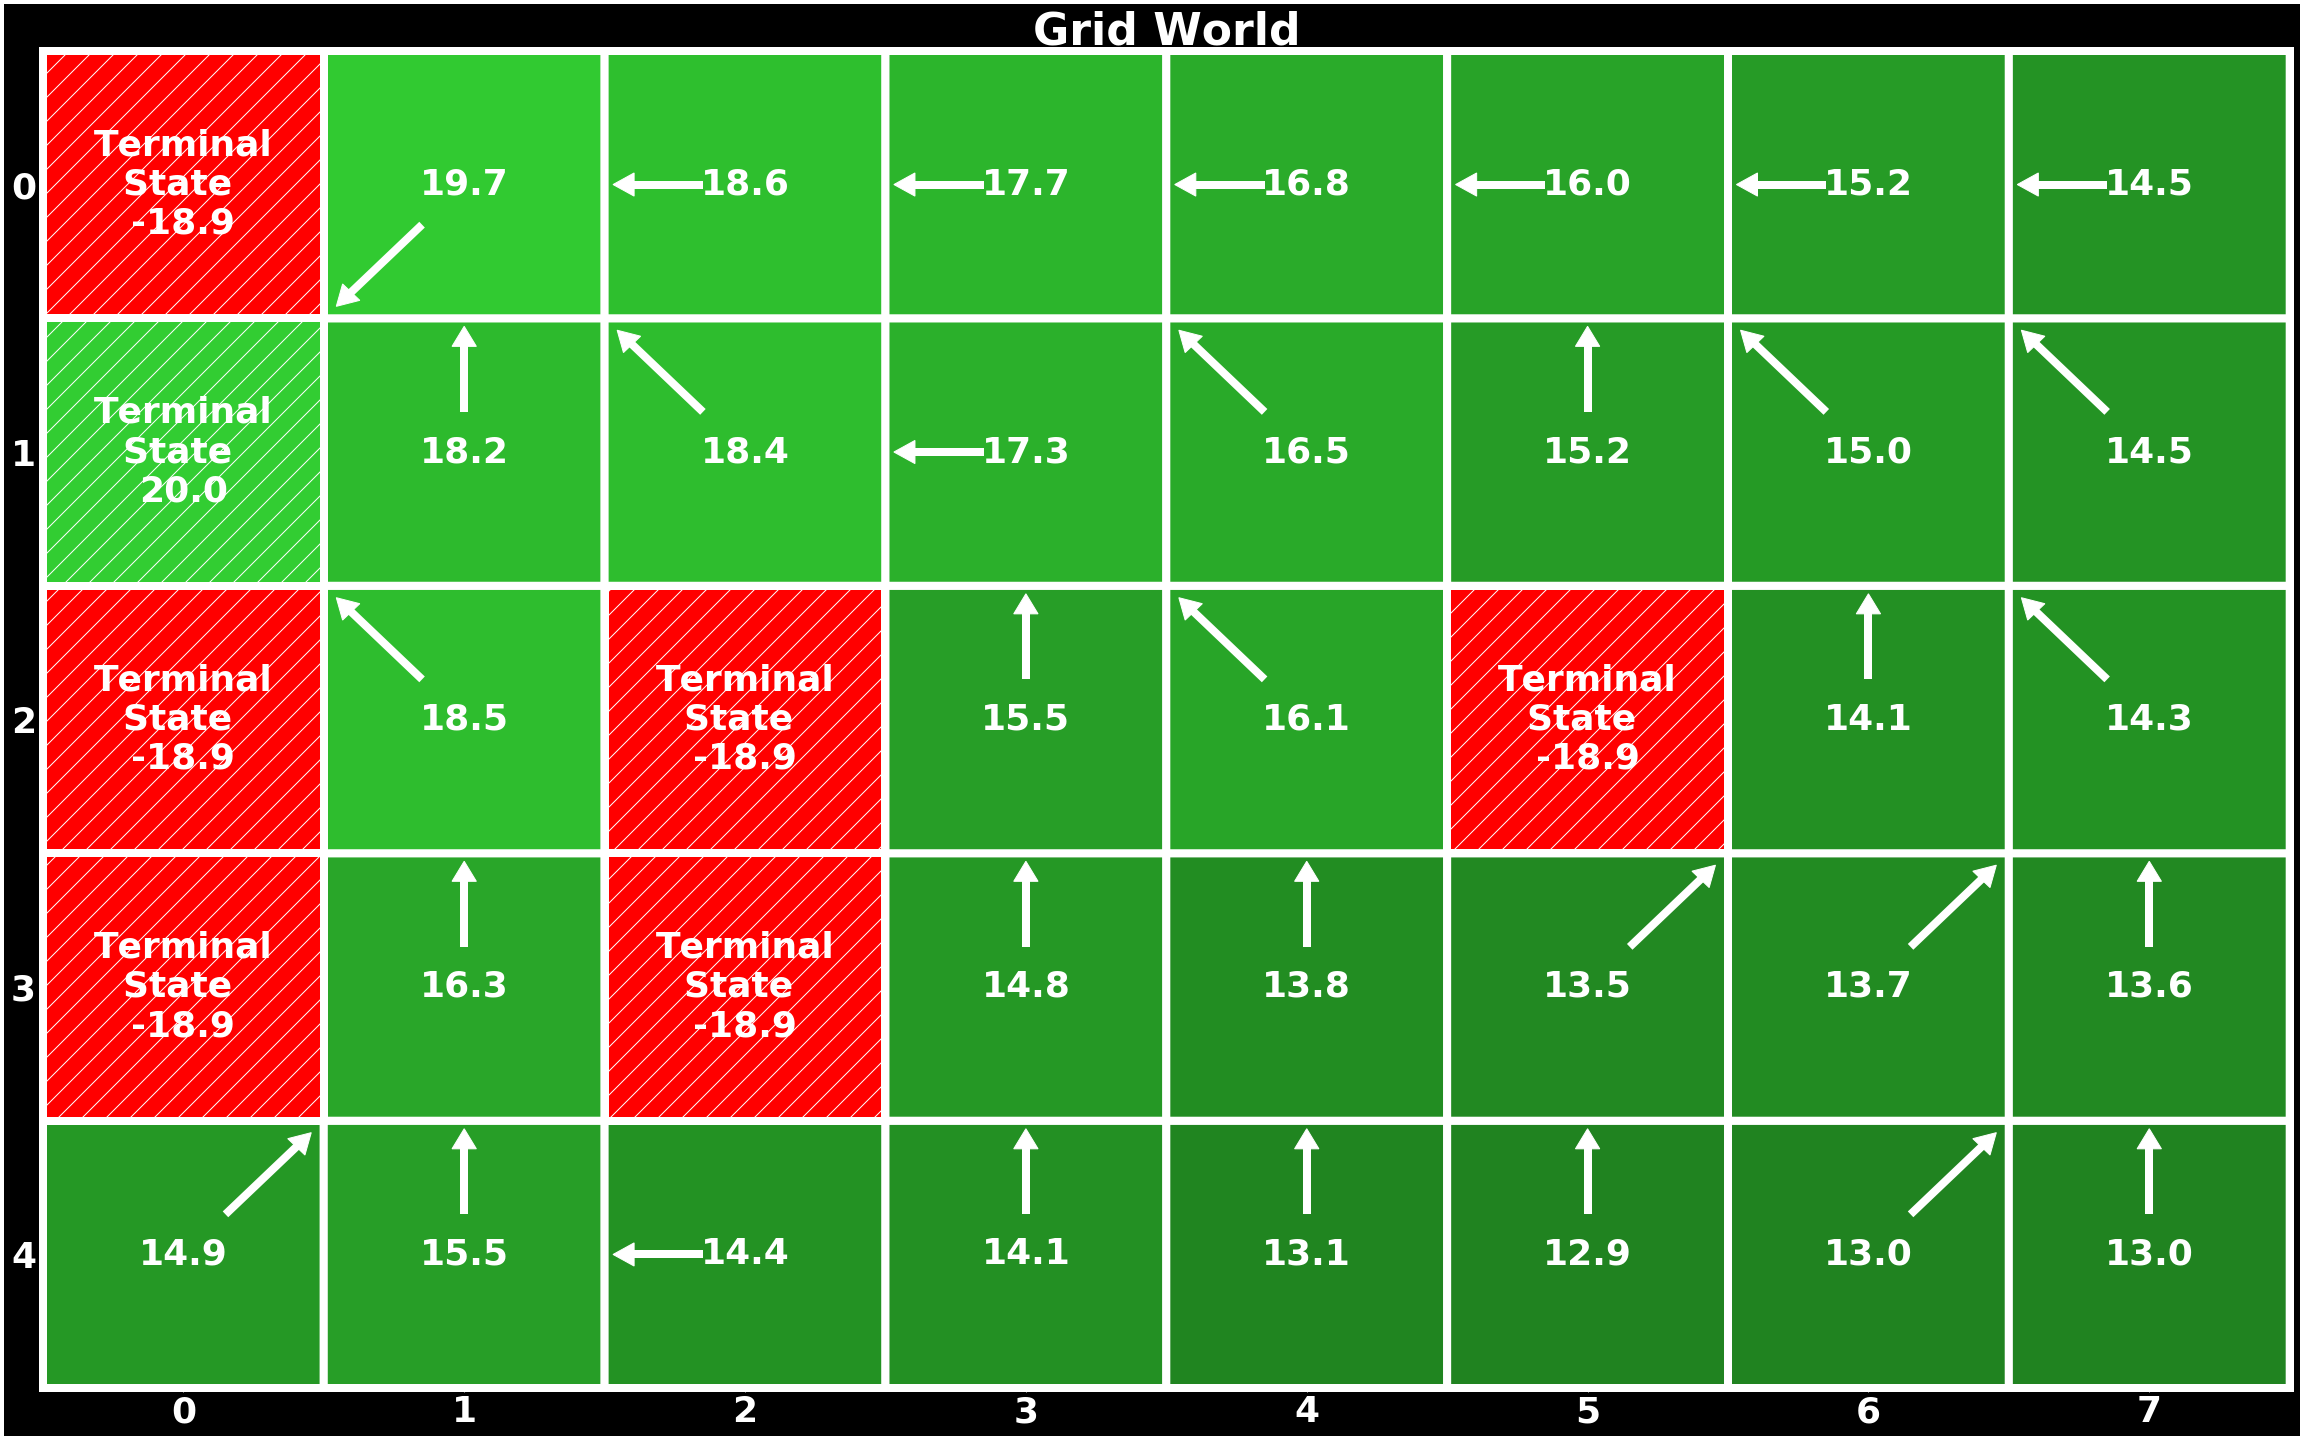 Grid World
0
Terminal
State
-18.9
19.7
18.6
17.7
16.8
16.0
15.2
14.5
1
Terminal
State
20.0
18.2
18.4
17.3
16.5
15.2
15.0
14.5
2
Terminal
State
-18.9
18.5
Terminal
State
-18.9
15.5
16.1
Terminal
State
-18.9
14.1
14.3
3
Terminal
State
-18.9
16.3
Terminal
State
-18.9
14.8
13.8
13.5
13.7
13.6
4
14.9
15.5
14.4
14.1
13.1
12.9
13.0
13.0
0 1 2 3 4 5 6 7